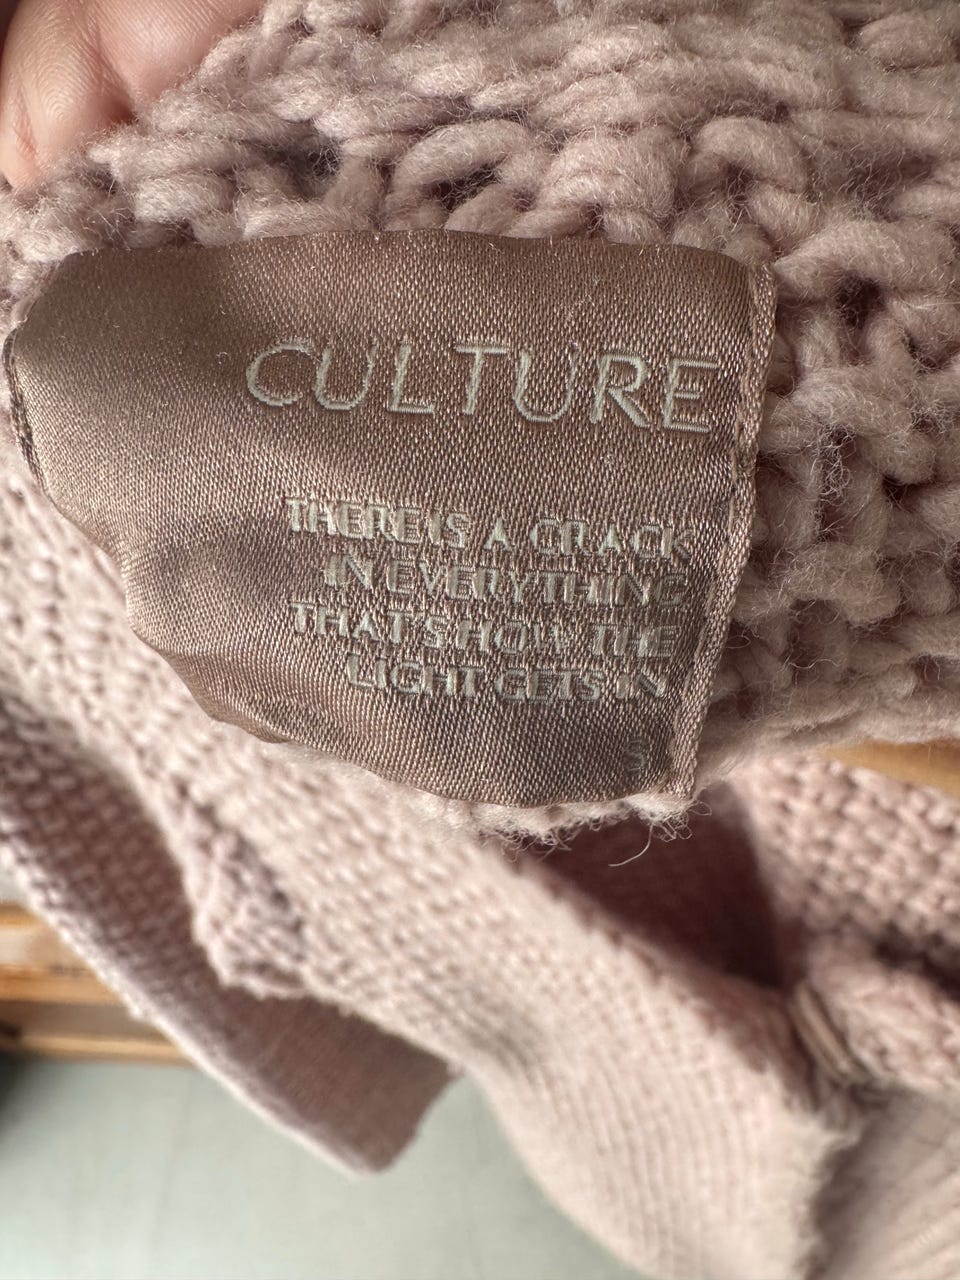 CULTURE
THERE IS A CRACK
IN EVERYTHING
THAT'S HOW THE
LIGHT GETS IN
S